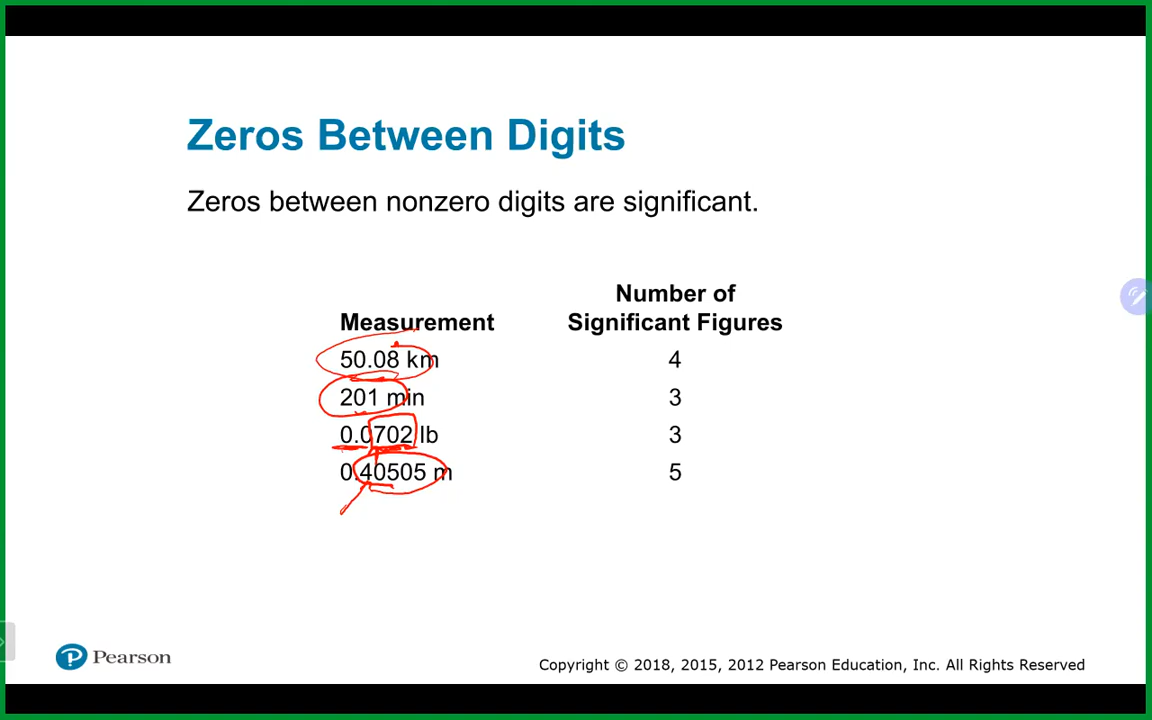 Zeros Between Digits
Zeros between nonzero digits are significant.
Number of
Measurement Significant Figures
50.08 km 4
201 min 3
0.0702 lb 3
0.40505 m 5
Pearson
Copyright © 2018, 2015, 2012 Pearson Education, Inc. All Rights Reserved